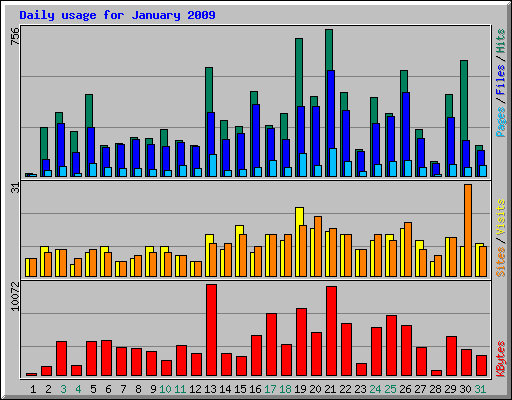 Daily usage for January 2009
756
Pages / Files / Hits
31
Sites / Visits
10072
KBytes
1 2 3 4 5 6 7 8 9 10 11 12 13 14 15 16 17 18 19 20 21 22 23 24 25 26 27 28 29 30 31